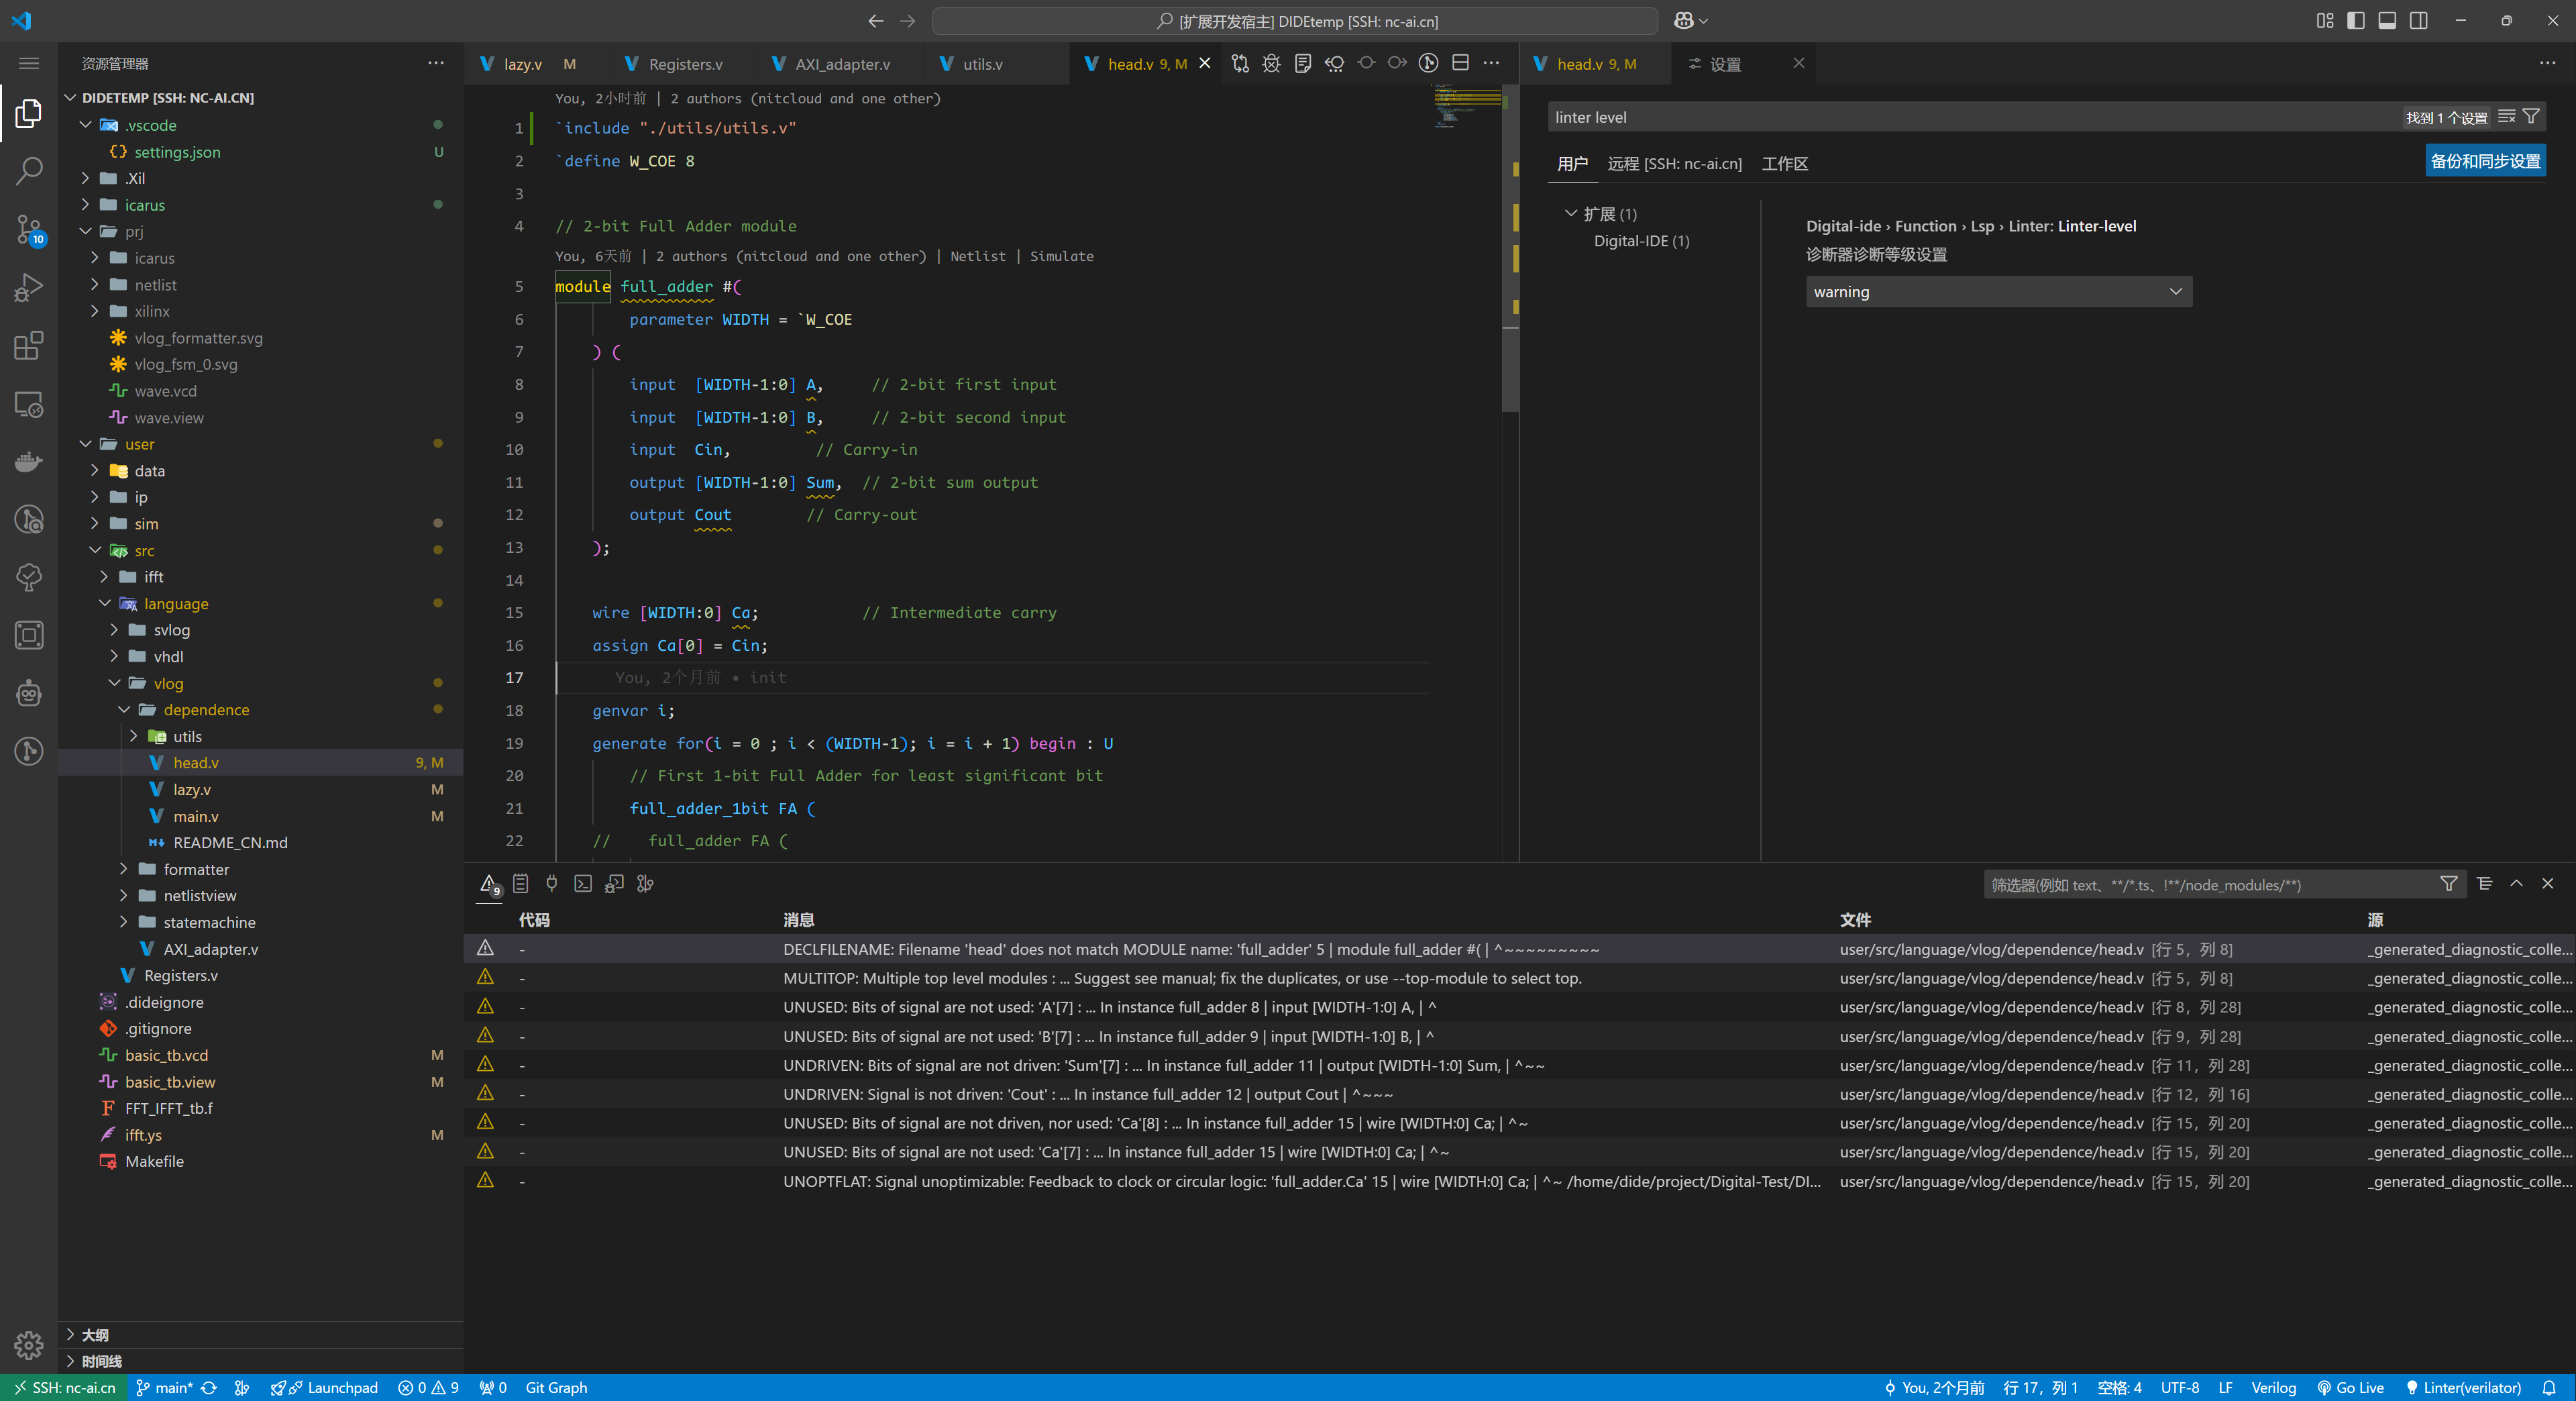 [扩展开发宿主] DIDEtemp [SSH: nc-ai.cn]
资源管理器
DIDETEMP [SSH: NC-AI.CN]
.vscode
settings.json U
.Xil
icarus
prj
icarus
netlist
xilinx
vlog_formatter.svg
vlog_fsm_0.svg
wave.vcd
wave.view
user
data
ip
sim
src
ifft
language
svlog
vhdl
vlog
dependence
utils
head.v 9, M
lazy.v M
main.v M
README_CN.md
formatter
netlistview
statemachine
AXI_adapter.v
Registers.v
.dideignore
.gitignore
basic_tb.vcd M
basic_tb.view M
FFT_IFFT_tb.f
ifft.ys M
Makefile
大纲
时间线
10
lazy.v M
Registers.v
AXI_adapter.v
utils.v
head.v 9, M
You, 2小时前 | 2 authors (nitcloud and one other)
1 `include "./utils/utils.v"
2 `define W_COE 8
3
4 // 2-bit Full Adder module
You, 6天前 | 2 authors (nitcloud and one other) | Netlist | Simulate
5 module full_adder #(
6 parameter WIDTH = `W_COE
7 ) (
8 input [WIDTH-1:0] A, // 2-bit first input
9 input [WIDTH-1:0] B, // 2-bit second input
10 input Cin, // Carry-in
11 output [WIDTH-1:0] Sum, // 2-bit sum output
12 output Cout // Carry-out
13 );
14
15 wire [WIDTH:0] Ca; // Intermediate carry
16 assign Ca[0] = Cin;
17 You, 2个月前 • init
18 genvar i;
19 generate for(i = 0 ; i < (WIDTH-1); i = i + 1) begin : U
20 // First 1-bit Full Adder for least significant bit
21 full_adder_1bit FA (
22 // full_adder FA (
head.v 9, M
设置
linter level
找到 1 个设置
用户 远程 [SSH: nc-ai.cn] 工作区
备份和同步设置
扩展 (1)
Digital-IDE (1)
Digital-ide › Function › Lsp › Linter: Linter-level
诊断器诊断等级设置
warning
9
筛选器(例如 text、**/*.ts、!**/node_modules/**)
代码 消息 文件 源
- DECLFILENAME: Filename 'head' does not match MODULE name: 'full_adder' 5 | module full_adder #( | ^~~~~~~~~~ user/src/language/vlog/dependence/head.v [行 5，列 8] _generated_diagnostic_colle...
- MULTITOP: Multiple top level modules : ... Suggest see manual; fix the duplicates, or use --top-module to select top. user/src/language/vlog/dependence/head.v [行 5，列 8] _generated_diagnostic_colle...
- UNUSED: Bits of signal are not used: 'A'[7] : ... In instance full_adder 8 | input [WIDTH-1:0] A, | ^ user/src/language/vlog/dependence/head.v [行 8，列 28] _generated_diagnostic_colle...
- UNUSED: Bits of signal are not used: 'B'[7] : ... In instance full_adder 9 | input [WIDTH-1:0] B, | ^ user/src/language/vlog/dependence/head.v [行 9，列 28] _generated_diagnostic_colle...
- UNDRIVEN: Bits of signal are not driven: 'Sum'[7] : ... In instance full_adder 11 | output [WIDTH-1:0] Sum, | ^~~ user/src/language/vlog/dependence/head.v [行 11，列 28] _generated_diagnostic_colle...
- UNDRIVEN: Signal is not driven: 'Cout' : ... In instance full_adder 12 | output Cout | ^~~~ user/src/language/vlog/dependence/head.v [行 12，列 16] _generated_diagnostic_colle...
- UNUSED: Bits of signal are not driven, nor used: 'Ca'[8] : ... In instance full_adder 15 | wire [WIDTH:0] Ca; | ^~ user/src/language/vlog/dependence/head.v [行 15，列 20] _generated_diagnostic_colle...
- UNUSED: Bits of signal are not used: 'Ca'[7] : ... In instance full_adder 15 | wire [WIDTH:0] Ca; | ^~ user/src/language/vlog/dependence/head.v [行 15，列 20] _generated_diagnostic_colle...
- UNOPTFLAT: Signal unoptimizable: Feedback to clock or circular logic: 'full_adder.Ca' 15 | wire [WIDTH:0] Ca; | ^~ /home/dide/project/Digital-Test/DI... user/src/language/vlog/dependence/head.v [行 15，列 20] _generated_diagnostic_colle...
SSH: nc-ai.cn main* Launchpad 0 9 0 Git Graph You, 2个月前 行 17，列 1 空格: 4 UTF-8 LF Verilog Go Live Linter(verilator)